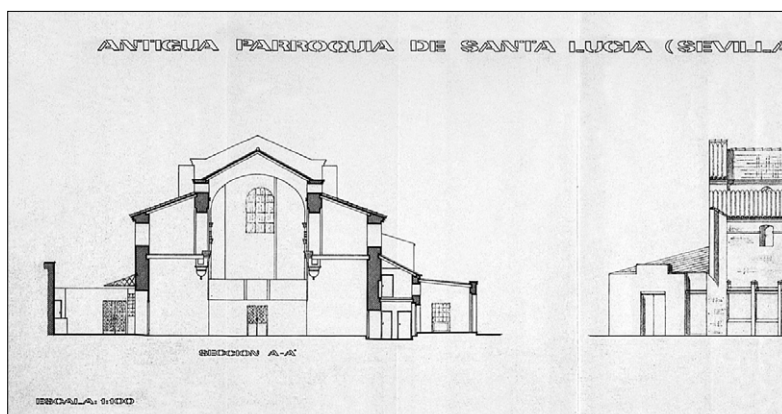 ANTIGUA PARROQUIA DE SANTA LUCIA (SEVILLA
SECCION A-A'
ESCALA: 1:100